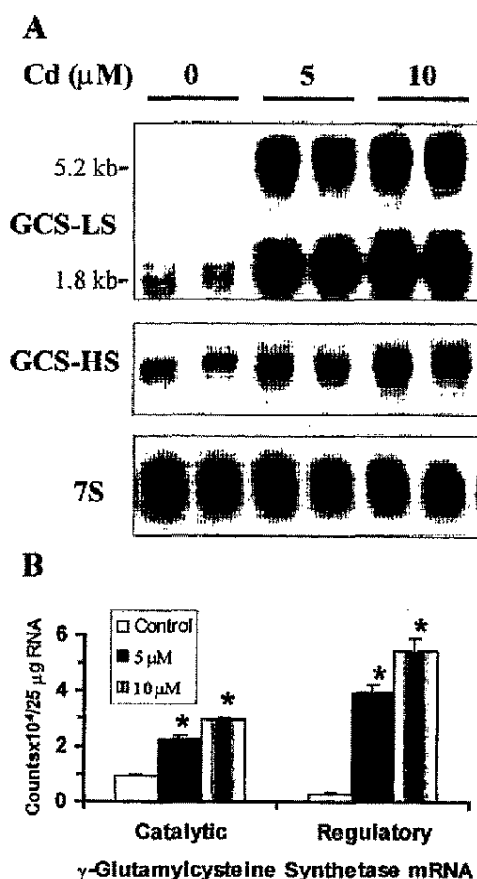 A
Cd (μM) 0 5 10
5.2 kb-
GCS-LS
1.8 kb-
GCS-HS
7S
B
Countsx10⁴/25 μg RNA
6
4
2
0
Control
5 μM
10 μM
* * * *
Catalytic Regulatory
γ-Glutamylcysteine Synthetase mRNA